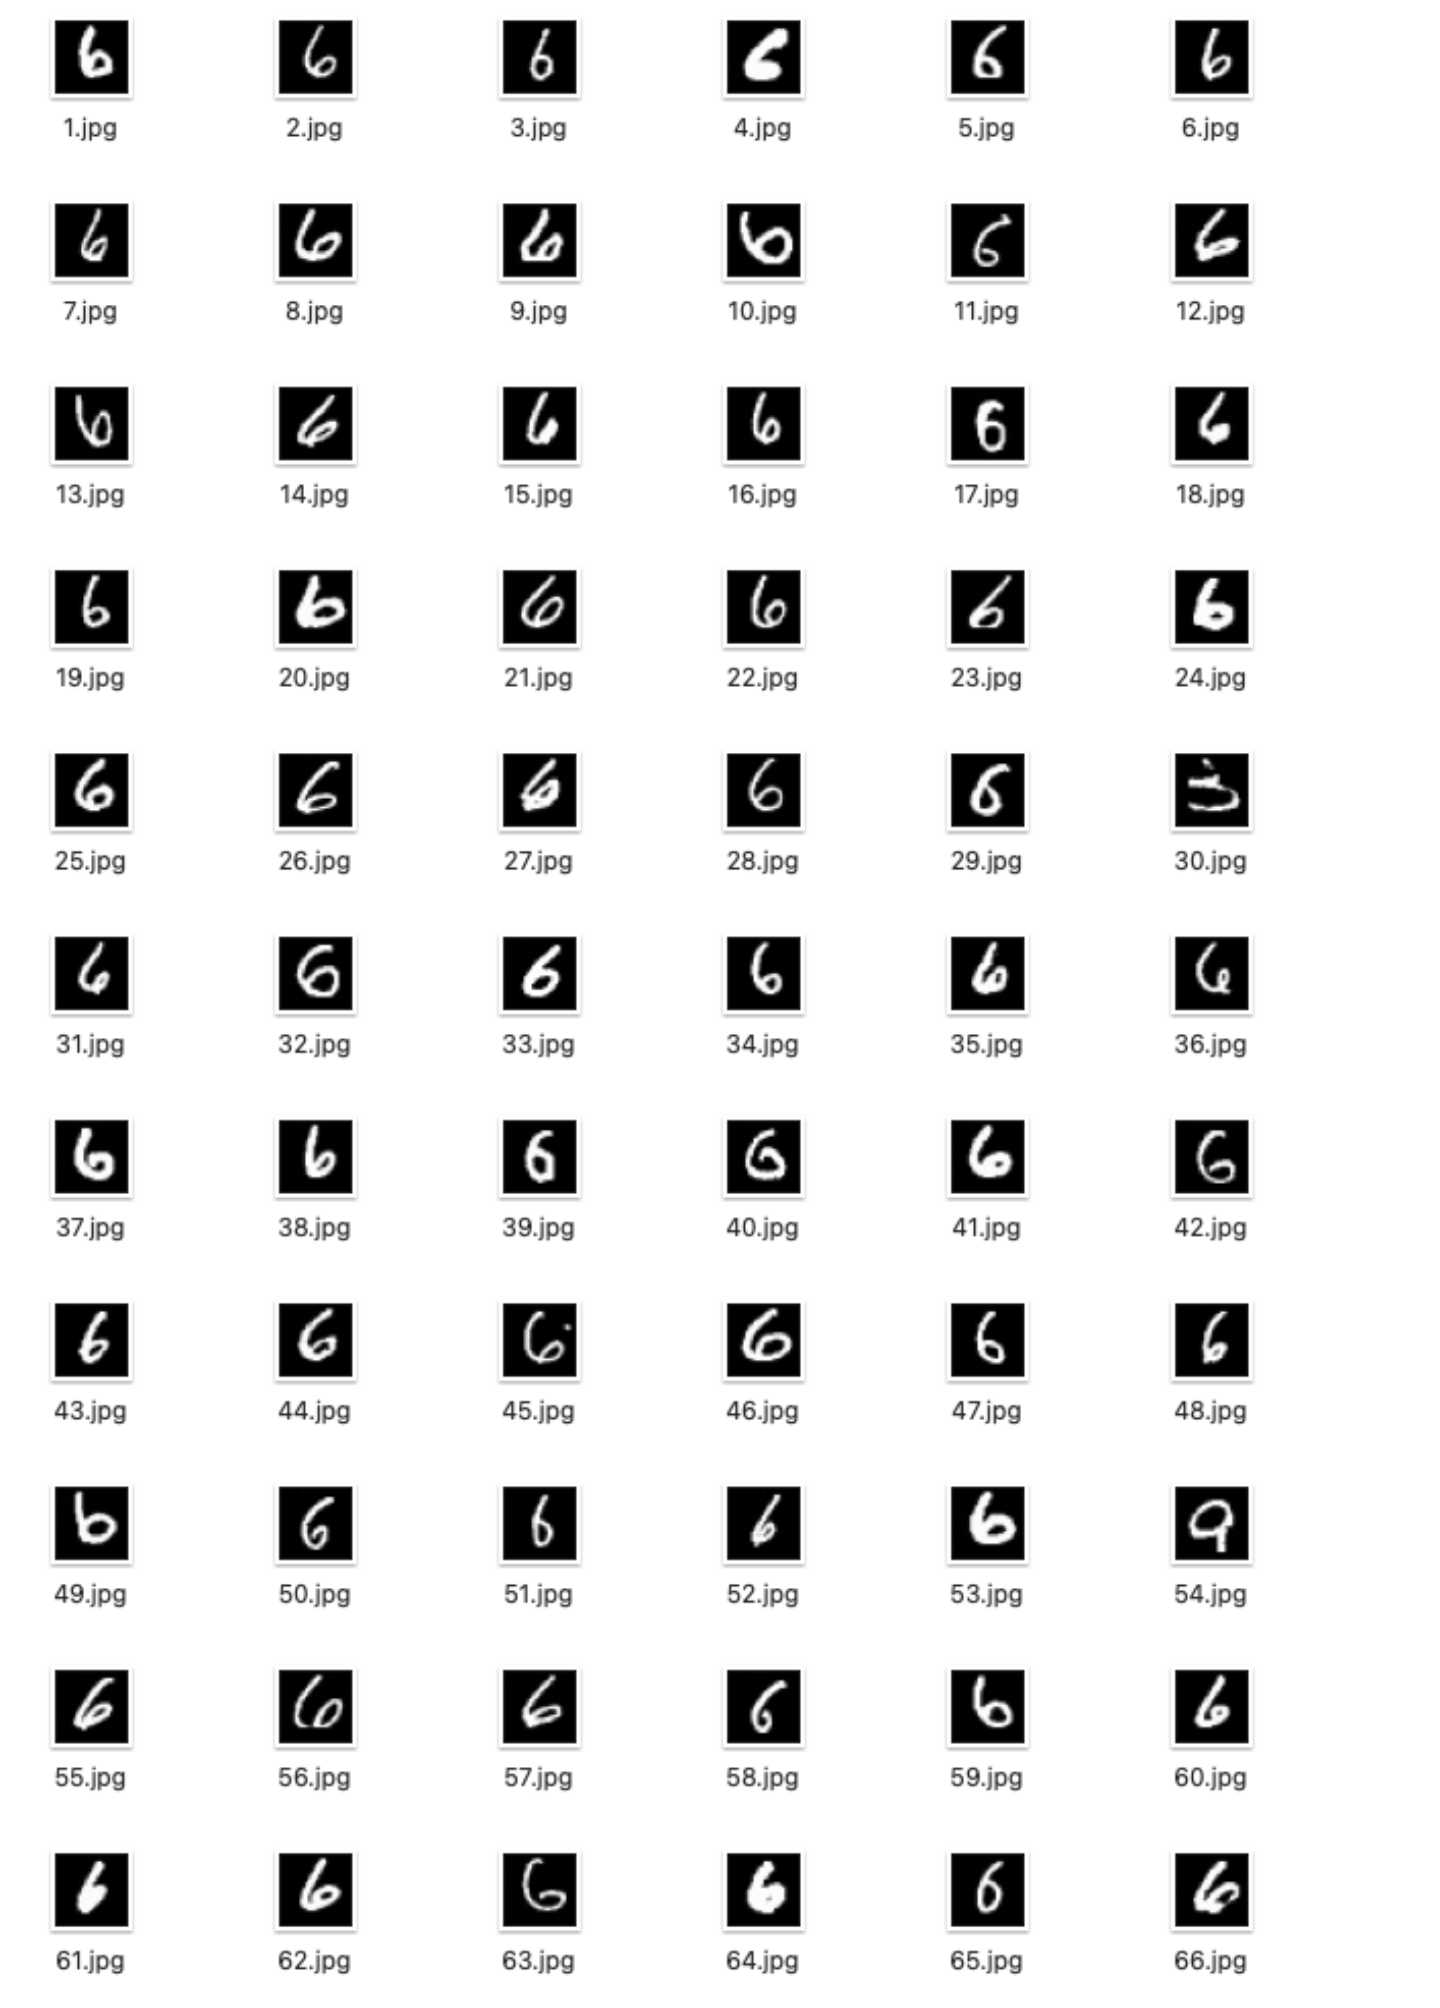 6 6 6 6 6 6
1.jpg 2.jpg 3.jpg 4.jpg 5.jpg 6.jpg
6 6 6 6 6 6
7.jpg 8.jpg 9.jpg 10.jpg 11.jpg 12.jpg
6 6 6 6 6 6
13.jpg 14.jpg 15.jpg 16.jpg 17.jpg 18.jpg
6 6 6 6 6 6
19.jpg 20.jpg 21.jpg 22.jpg 23.jpg 24.jpg
6 6 6 6 6
25.jpg 26.jpg 27.jpg 28.jpg 29.jpg 30.jpg
6 6 6 6 6 6
31.jpg 32.jpg 33.jpg 34.jpg 35.jpg 36.jpg
6 6 6 6 6 6
37.jpg 38.jpg 39.jpg 40.jpg 41.jpg 42.jpg
6 6 6 6 6 6
43.jpg 44.jpg 45.jpg 46.jpg 47.jpg 48.jpg
6 6 6 6 6 9
49.jpg 50.jpg 51.jpg 52.jpg 53.jpg 54.jpg
6 6 6 6 6 6
55.jpg 56.jpg 57.jpg 58.jpg 59.jpg 60.jpg
6 6 6 6 6 6
61.jpg 62.jpg 63.jpg 64.jpg 65.jpg 66.jpg